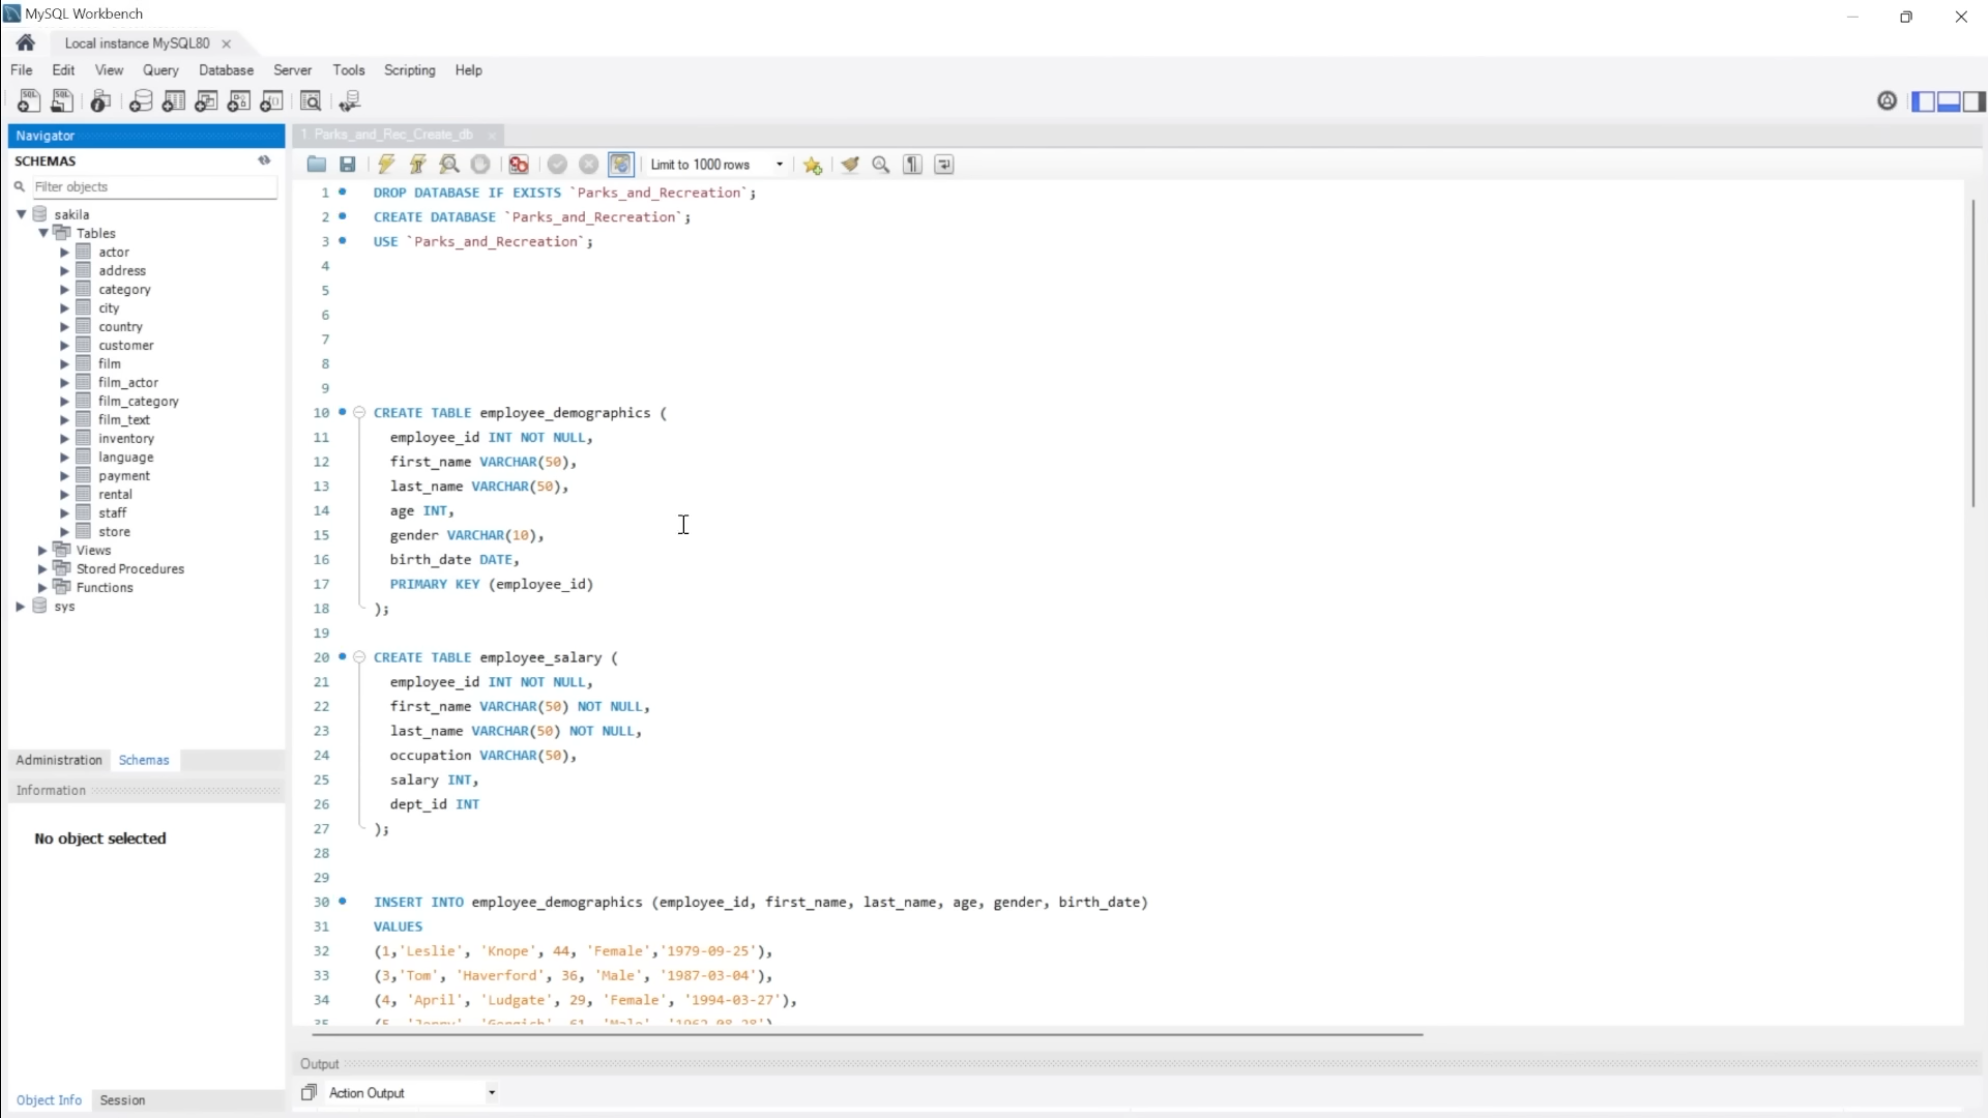 MySQL Workbench
Local instance MySQL80
File Edit View Query Database Server Tools Scripting Help
Navigator
SCHEMAS
Filter objects
sakila
Tables
actor
address
category
city
country
customer
film
film_actor
film_category
film_text
inventory
language
payment
rental
staff
store
Views
Stored Procedures
Functions
sys
Administration Schemas
Information
No object selected
Object Info Session
1 Parks_and_Rec_Create_db
Limit to 1000 rows
1 DROP DATABASE IF EXISTS `Parks_and_Recreation`;
2 CREATE DATABASE `Parks_and_Recreation`;
3 USE `Parks_and_Recreation`;
4
5
6
7
8
9
10 CREATE TABLE employee_demographics (
11 employee_id INT NOT NULL,
12 first_name VARCHAR(50),
13 last_name VARCHAR(50),
14 age INT,
15 gender VARCHAR(10),
16 birth_date DATE,
17 PRIMARY KEY (employee_id)
18 );
19
20 CREATE TABLE employee_salary (
21 employee_id INT NOT NULL,
22 first_name VARCHAR(50) NOT NULL,
23 last_name VARCHAR(50) NOT NULL,
24 occupation VARCHAR(50),
25 salary INT,
26 dept_id INT
27 );
28
29
30 INSERT INTO employee_demographics (employee_id, first_name, last_name, age, gender, birth_date)
31 VALUES
32 (1,'Leslie', 'Knope', 44, 'Female','1979-09-25'),
33 (3,'Tom', 'Haverford', 36, 'Male', '1987-03-04'),
34 (4, 'April', 'Ludgate', 29, 'Female', '1994-03-27'),
Output
Action Output